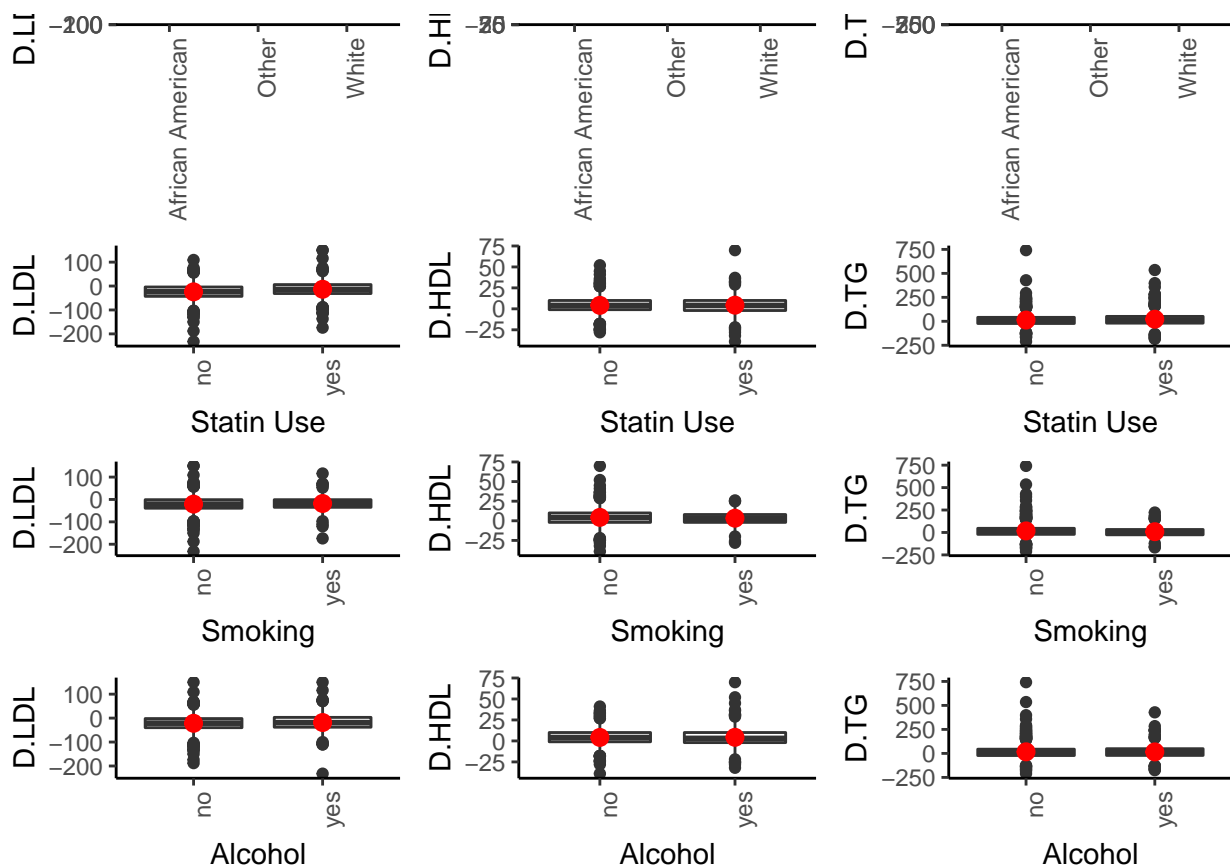 D.LDL
African American
Other
White
D.HDL
African American
Other
White
D.T
African American
Other
White
D.LDL
100
0
−100
−200
no
yes
Statin Use
D.HDL
75
50
25
0
−25
no
yes
Statin Use
D.TG
750
500
250
0
−250
no
yes
Statin Use
D.LDL
100
0
−100
−200
no
yes
Smoking
D.HDL
75
50
25
0
−25
no
yes
Smoking
D.TG
750
500
250
0
−250
no
yes
Smoking
D.LDL
100
0
−100
−200
no
yes
Alcohol
D.HDL
75
50
25
0
−25
no
yes
Alcohol
D.TG
750
500
250
0
−250
no
yes
Alcohol